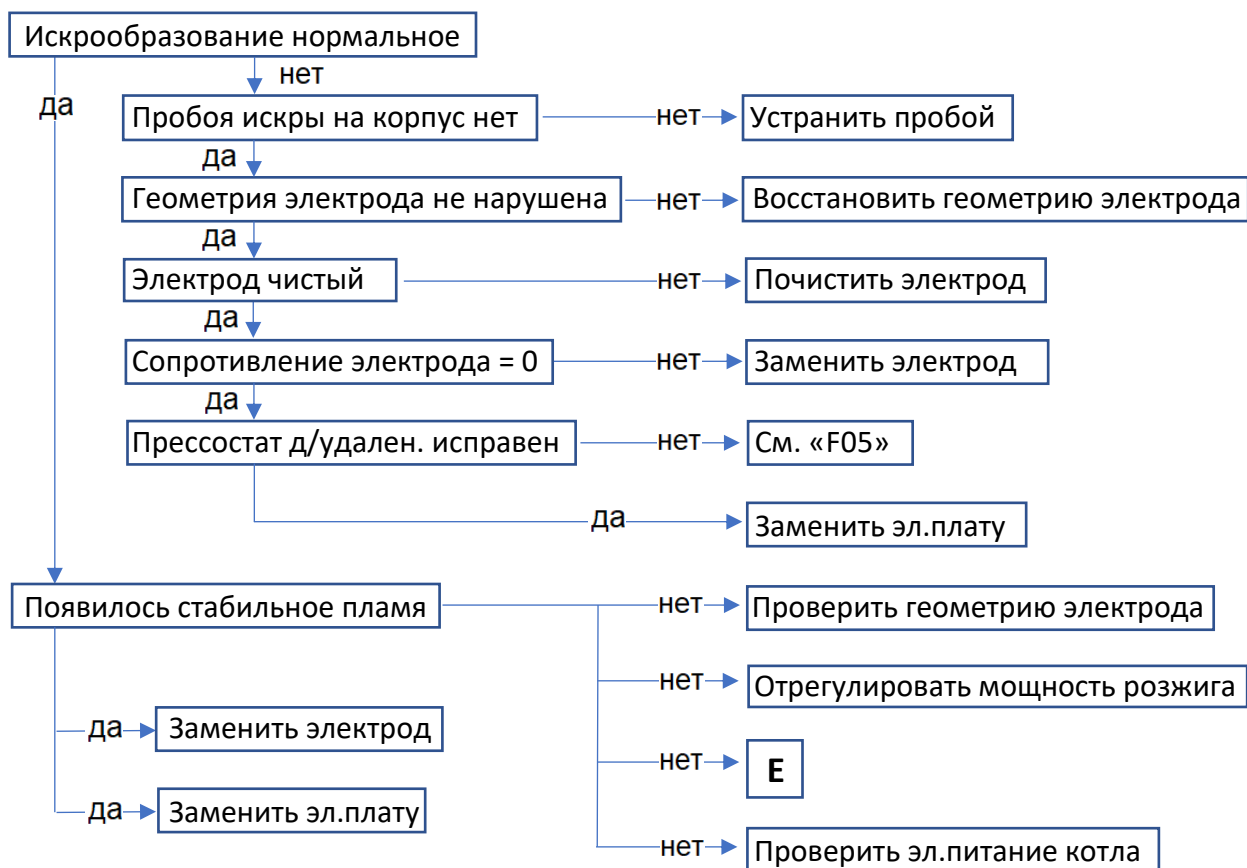 Искрообразование нормальное
нет
да
Пробоя искры на корпус нет
нет
Устранить пробой
да
Геометрия электрода не нарушена
нет
Восстановить геометрию электрода
да
Электрод чистый
нет
Почистить электрод
да
Сопротивление электрода = 0
нет
Заменить электрод
да
Прессостат д/удален. исправен
нет
См. «F05»
да
Заменить эл.плату
Появилось стабильное пламя
нет
Проверить геометрию электрода
нет
Отрегулировать мощность розжига
да
Заменить электрод
нет
Е
да
Заменить эл.плату
нет
Проверить эл.питание котла